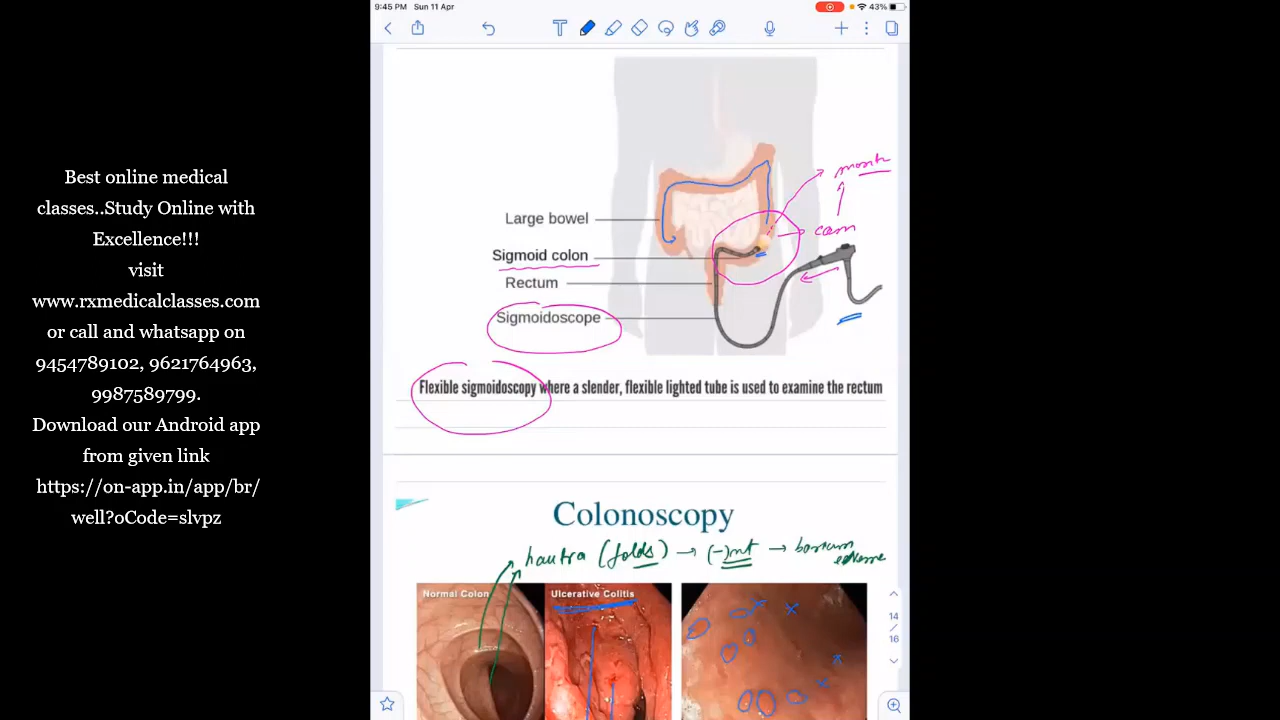 9:45 PM Sun 11 Apr
43%
Best online medical
classes..Study Online with
Excellence!!!
visit
www.rxmedicalclasses.com
or call and whatsapp on
9454789102, 9621764963,
9987589799.
Download our Android app
from given link
https://on-app.in/app/br/
well?oCode=slvpz
Large bowel
Sigmoid colon
Rectum
Sigmoidoscope
cam
Flexible sigmoidoscopy where a slender, flexible lighted tube is used to examine the rectum
Colonoscopy
haustra (folds) → (-)nt → barium
Normal Colon
Ulcerative Colitis
14
/
16